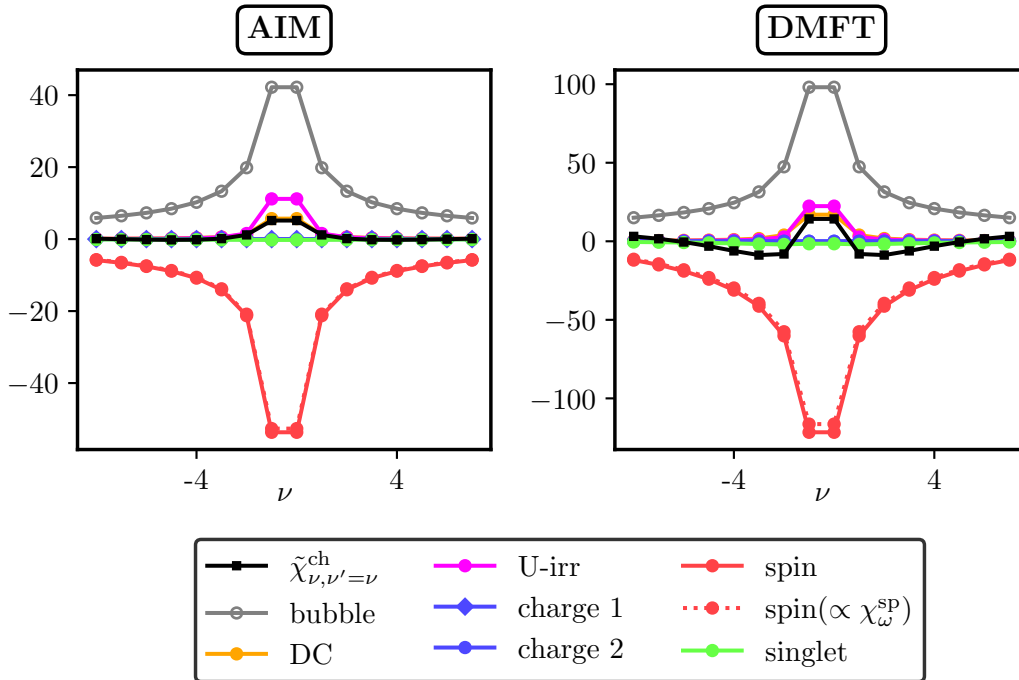 AIM
DMFT
40
20
0
−20
−40
-4
4
ν
100
50
0
−50
−100
-4
4
ν
χ̃^ch_ν,ν′=ν
bubble
DC
U-irr
charge 1
charge 2
spin
spin(∝ χ^sp_ω)
singlet